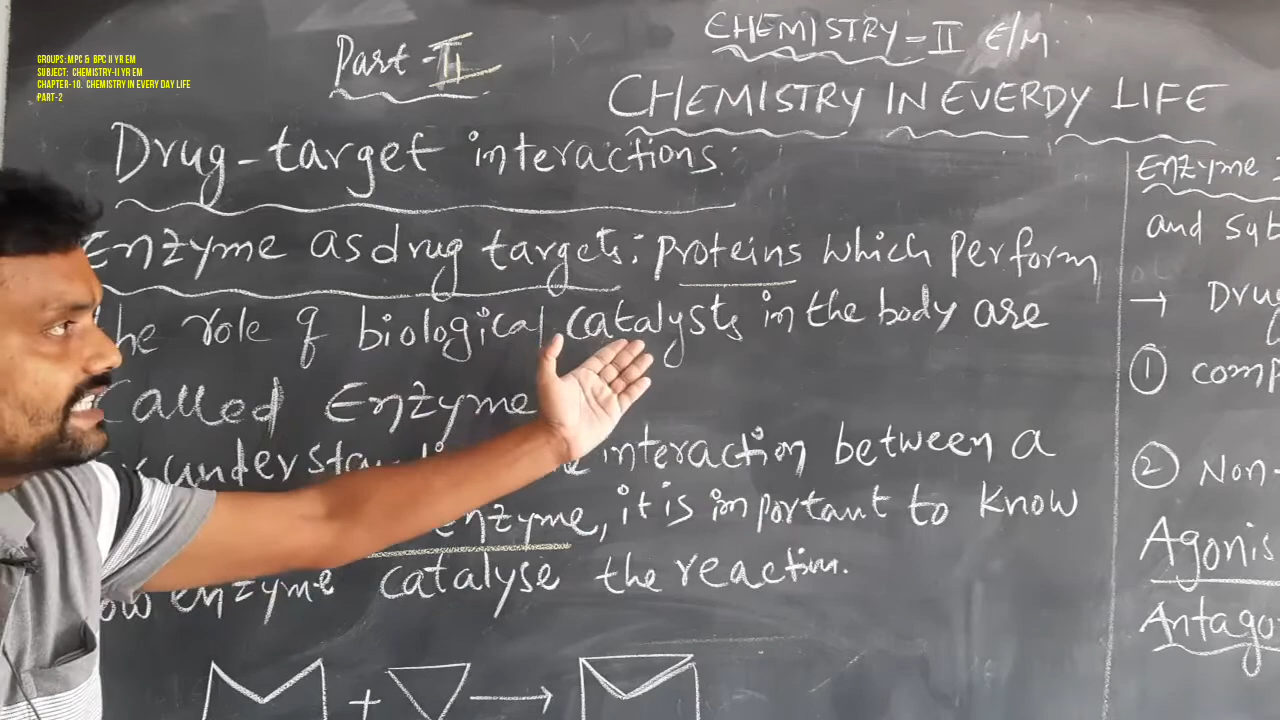 GROUPS: MPC & BPC II YR EM
SUBJECT: CHEMISTRY-II YR EM
CHAPTER-10. CHEMISTRY IN EVERY DAY LIFE
PART-2
CHEMISTRY-II E/M.
Part-II
CHEMISTRY IN EVERDY LIFE
Drug-target interactions:
Enzyme as drug targets: proteins which perform
the role of biological catalysts in the body are
Called Enzyme
understa interaction between a
enzyme, it is important to know
enzyme catalyse the reaction.
+
Enzyme
and sub
→ Drug
① comp
② Non-
Agonis
Antago